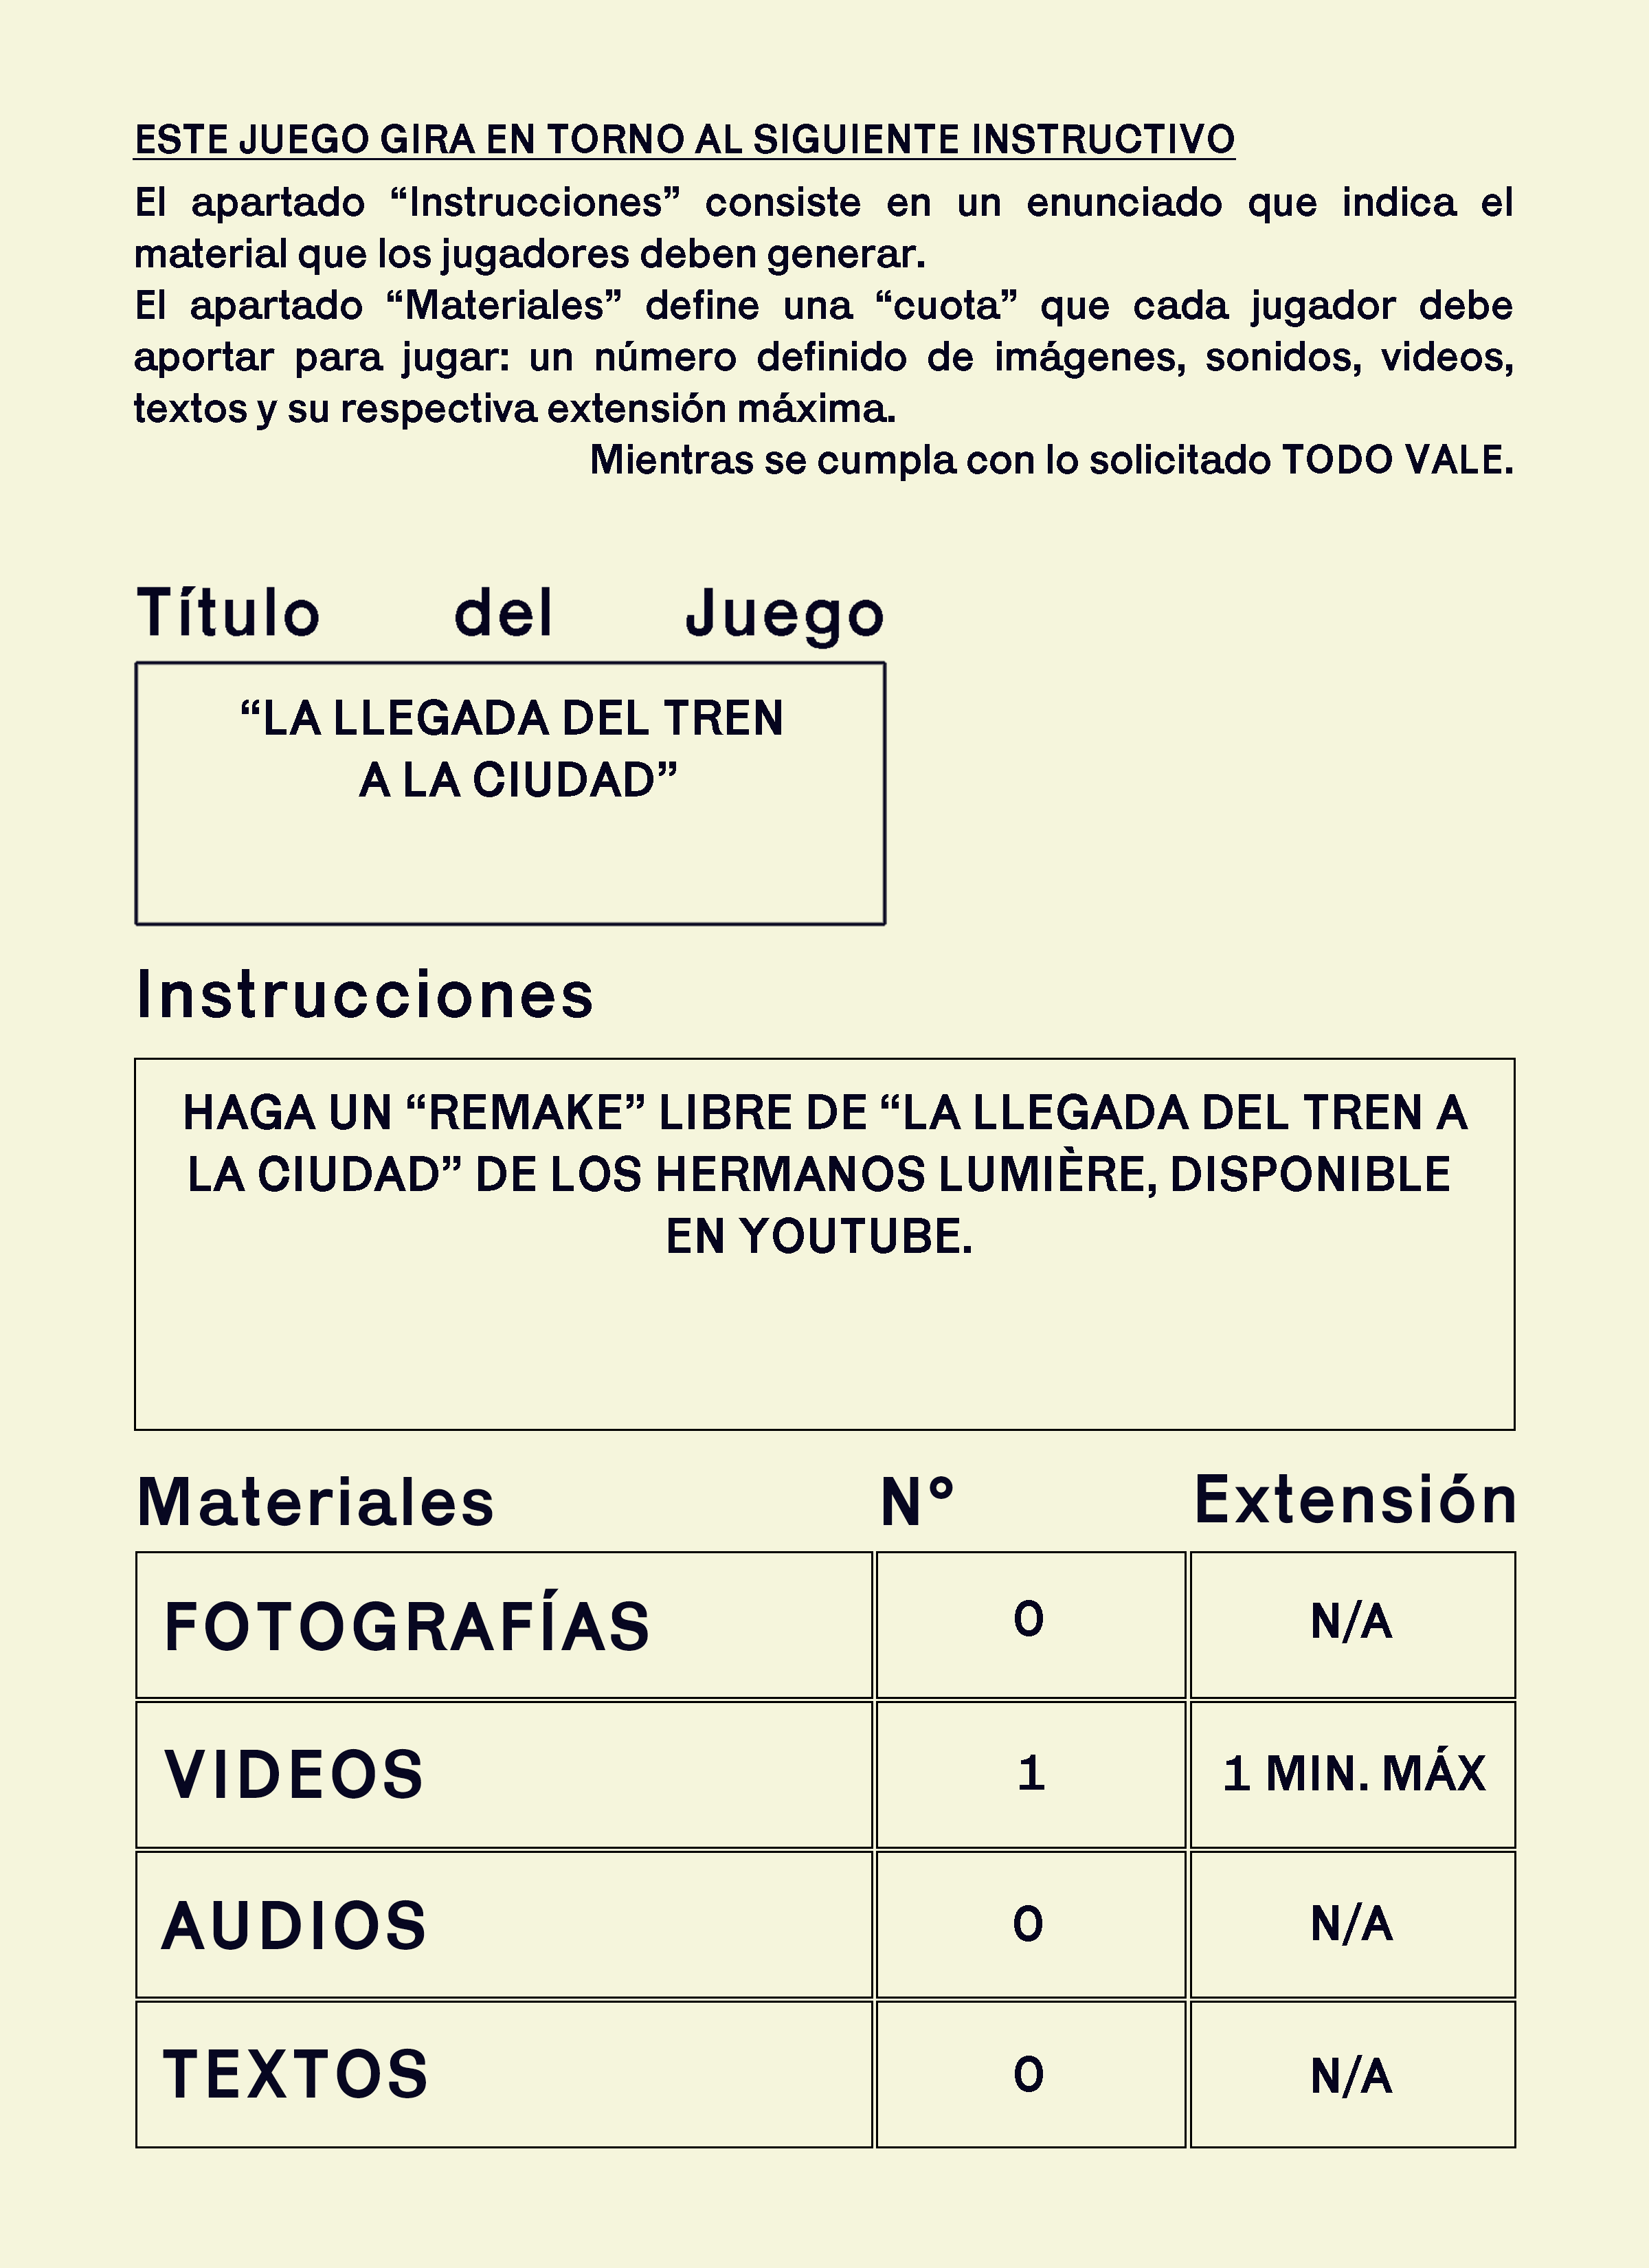 ESTE JUEGO GIRA EN TORNO AL SIGUIENTE INSTRUCTIVO
El apartado “Instrucciones” consiste en un enunciado que indica el
material que los jugadores deben generar.
El apartado “Materiales” define una “cuota” que cada jugador debe
aportar para jugar: un número definido de imágenes, sonidos, videos,
textos y su respectiva extensión máxima.
Mientras se cumpla con lo solicitado TODO VALE.
Título del Juego
“LA LLEGADA DEL TREN
A LA CIUDAD”
Instrucciones
HAGA UN “REMAKE” LIBRE DE “LA LLEGADA DEL TREN A
LA CIUDAD” DE LOS HERMANOS LUMIÈRE, DISPONIBLE
EN YOUTUBE.
Materiales N° Extensión
FOTOGRAFÍAS 0 N/A
VIDEOS 1 1 MIN. MÁX
AUDIOS 0 N/A
TEXTOS 0 N/A